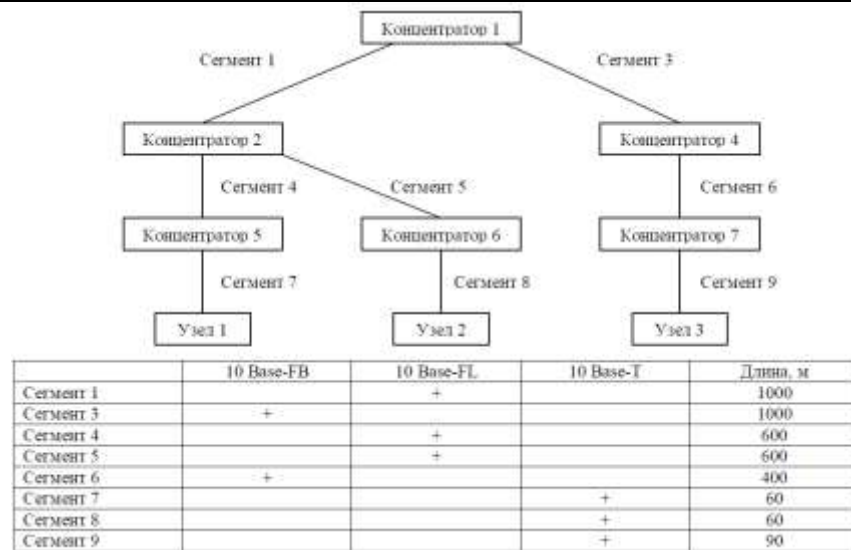 Концентратор 1
Сегмент 1 Сегмент 3
Концентратор 2 Концентратор 4
Сегмент 4 Сегмент 5 Сегмент 6
Концентратор 5 Концентратор 6 Концентратор 7
Сегмент 7 Сегмент 8 Сегмент 9
Узел 1 Узел 2 Узел 3
10 Base-FB 10 Base-FL 10 Base-T Длина, м
Сегмент 1 + 1000
Сегмент 3 + 1000
Сегмент 4 + 600
Сегмент 5 + 600
Сегмент 6 + 400
Сегмент 7 + 60
Сегмент 8 + 60
Сегмент 9 + 90